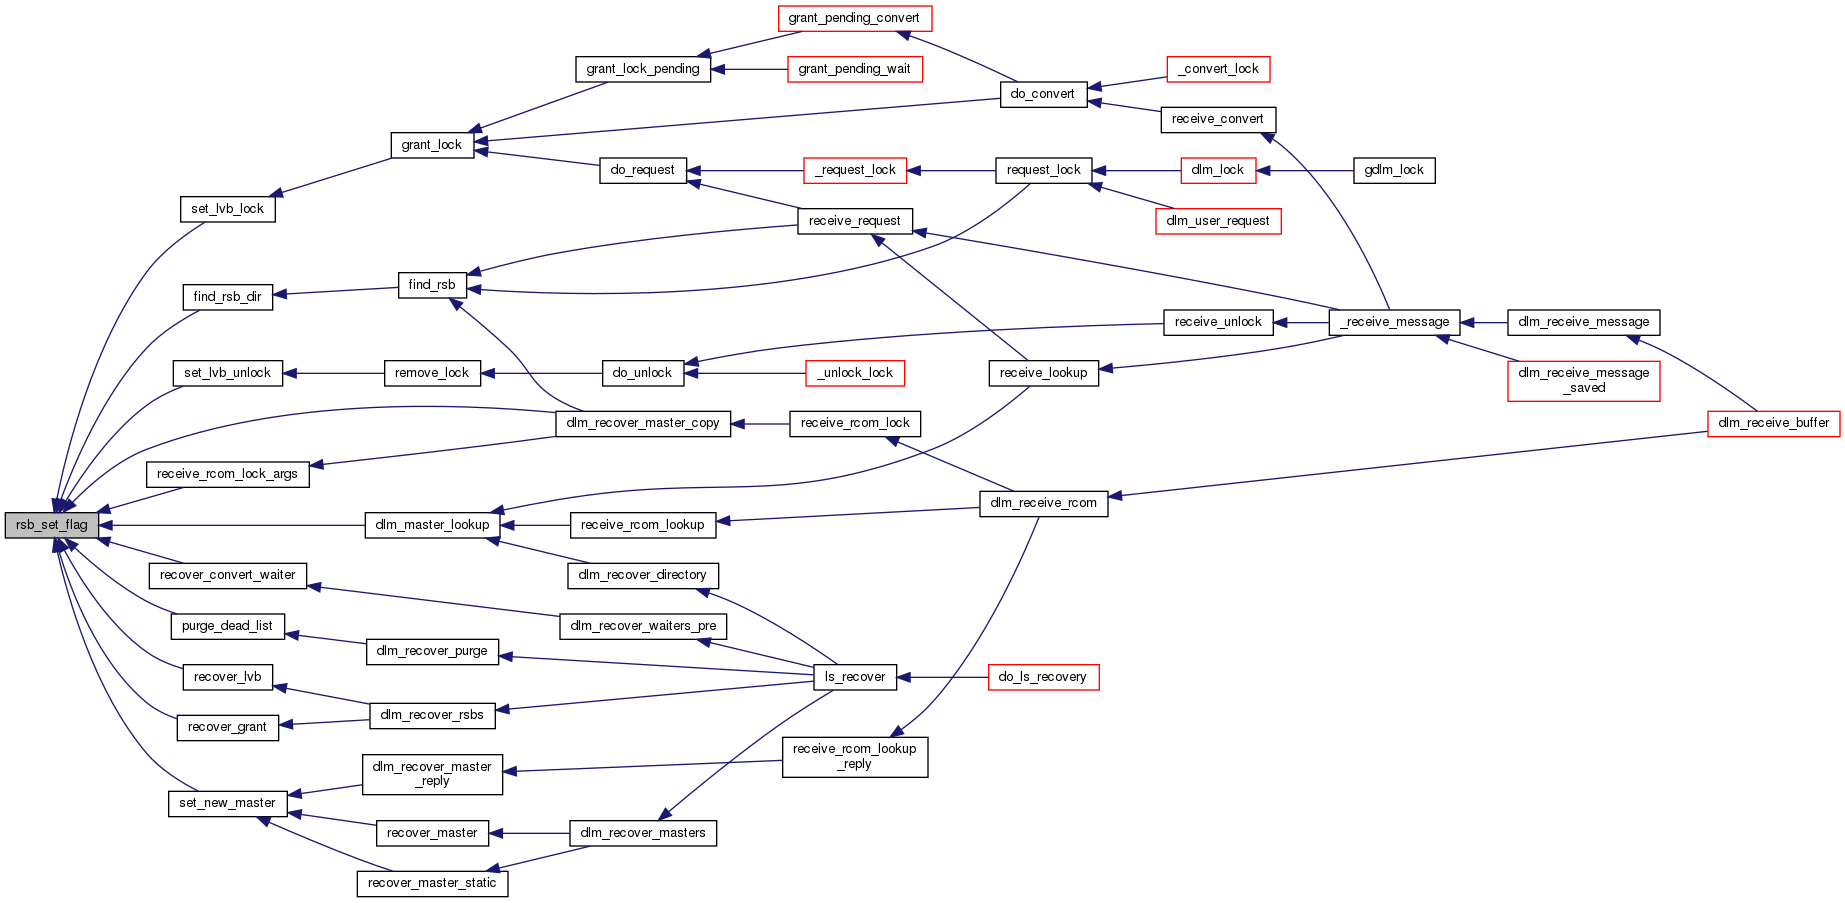 grant_pending_convert
grant_lock_pending
grant_pending_wait
_convert_lock
do_convert
receive_convert
grant_lock
do_request
_request_lock
request_lock
dlm_lock
gdlm_lock
set_lvb_lock
receive_request
dlm_user_request
find_rsb_dir
find_rsb
receive_unlock
_receive_message
dlm_receive_message
set_lvb_unlock
remove_lock
do_unlock
_unlock_lock
receive_lookup
dlm_receive_message
_saved
dlm_recover_master_copy
receive_rcom_lock
dlm_receive_buffer
receive_rcom_lock_args
dlm_receive_rcom
rsb_set_flag
dlm_master_lookup
receive_rcom_lookup
recover_convert_waiter
dlm_recover_directory
purge_dead_list
dlm_recover_waiters_pre
dlm_recover_purge
recover_lvb
ls_recover
do_ls_recovery
dlm_recover_rsbs
recover_grant
receive_rcom_lookup
_reply
dlm_recover_master
_reply
set_new_master
recover_master
dlm_recover_masters
recover_master_static